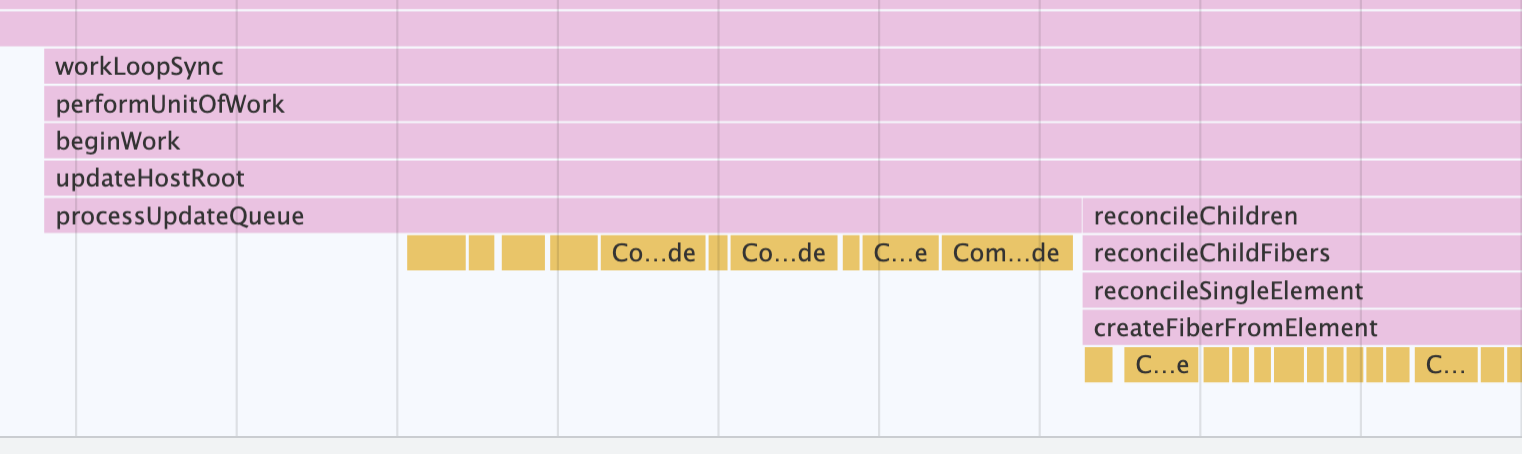 workLoopSync
performUnitOfWork
beginWork
updateHostRoot
processUpdateQueue reconcileChildren
Co...de Co...de C...e Com...de reconcileChildFibers
reconcileSingleElement
createFiberFromElement
C...e C...